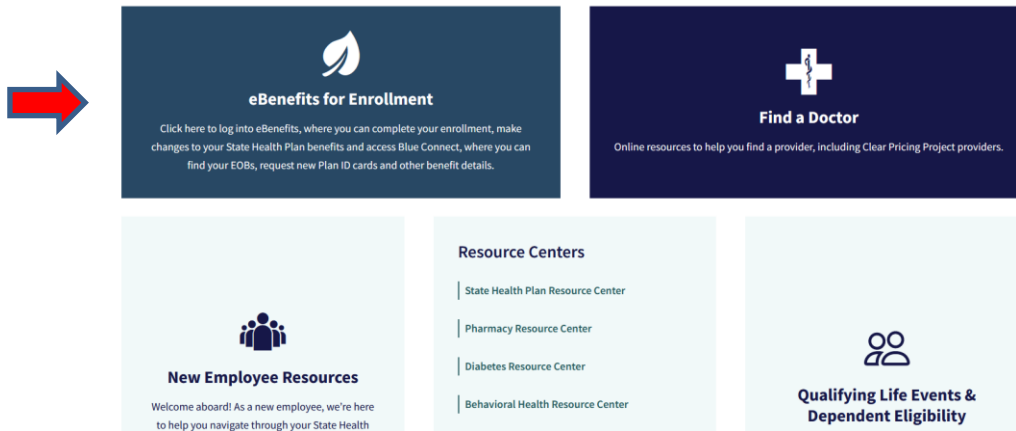 eBenefits for Enrollment
Click here to log into eBenefits, where you can complete your enrollment, make
changes to your State Health Plan benefits and access Blue Connect, where you can
find your EOBs, request new Plan ID cards and other benefit details.
Find a Doctor
Online resources to help you find a provider, including Clear Pricing Project providers.
New Employee Resources
Welcome aboard! As a new employee, we're here
to help you navigate through your State Health
Resource Centers
State Health Plan Resource Center
Pharmacy Resource Center
Diabetes Resource Center
Behavioral Health Resource Center
Qualifying Life Events &
Dependent Eligibility